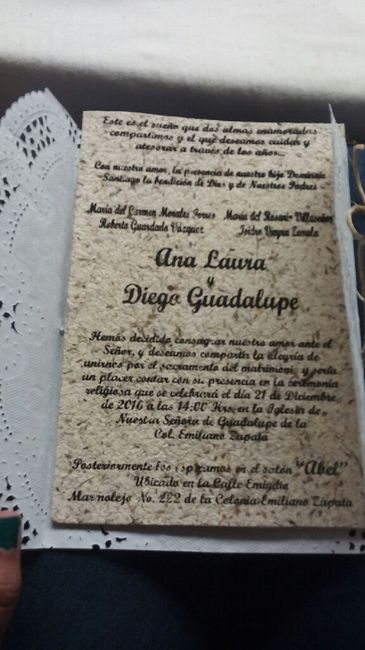 Este es el sueño que dos almas enamoradas
compartimos y el que deseamos cuidar y
atesorar a través de los años...
Con nuestro amor, la presencia de nuestro hijo Dominic
Santiago la bendición de Dios y de Nuestros Padres
María del Carmen Morales Torres María del Rosario Villaseñor
Roberto Guardado Vázquez Isidro Vieyra Zavala
Ana Laura
y
Diego Guadalupe
Hemos decidido consagrar nuestro amor ante el
Señor, y deseamos compartir la alegría de
unirnos por el sacramento del matrimoni y sería
un placer contar con su presencia en la ceremonia
religiosa que se celebrará el día 21 de Diciembre
de 2016 a las 14:00 Hrs, en la Iglesia de
Nuestra Señora de Guadalupe de la
Col. Emiliano Zapata
Posteriormente los esperamos en el salón "Abel"
Ubicado en la Calle Emigdio
Marmolejo No. 222 de la Colonia Emiliano Zapata